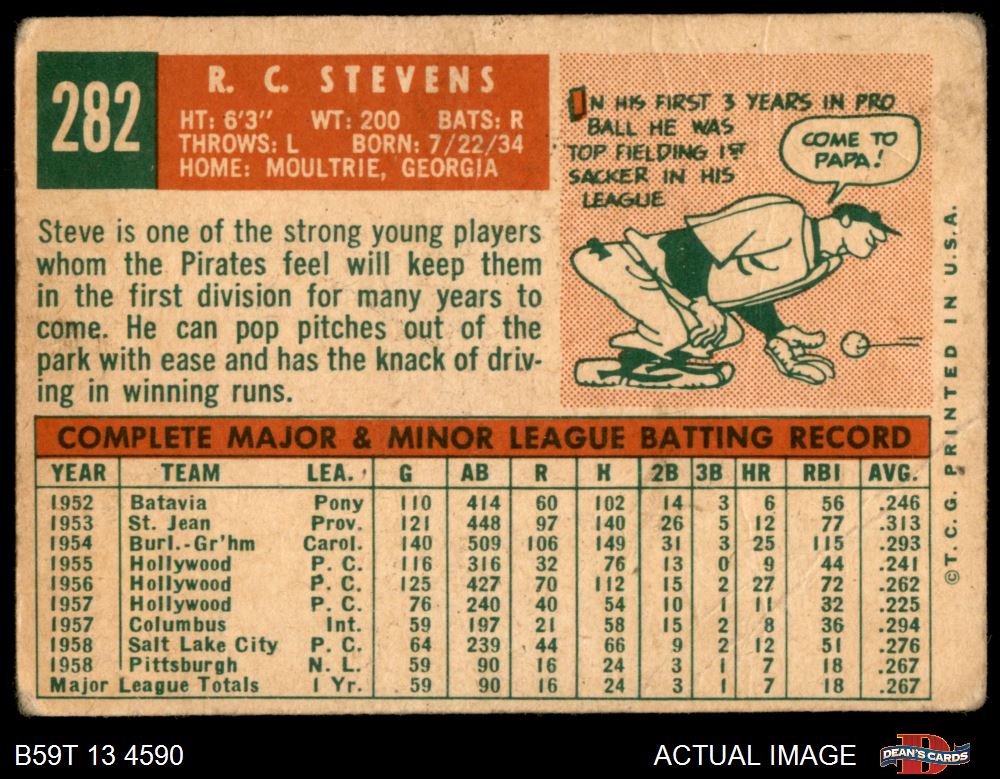 282
R. C. STEVENS
HT: 6'3" WT: 200 BATS: R
THROWS: L BORN: 7/22/34
HOME: MOULTRIE, GEORGIA
Steve is one of the strong young players
whom the Pirates feel will keep them
in the first division for many years to
come. He can pop pitches out of the
park with ease and has the knack of driv-
ing in winning runs.
IN HIS FIRST 3 YEARS IN PRO
BALL HE WAS
TOP FIELDING 1ST
SACKER IN HIS
LEAGUE
COME TO
PAPA!
COMPLETE MAJOR & MINOR LEAGUE BATTING RECORD
YEAR TEAM LEA. G AB R H 2B 3B HR RBI AVG.
1952 Batavia Pony 110 414 60 102 14 3 6 56 .246
1953 St. Jean Prov. 121 448 97 140 26 5 12 77 .313
1954 Burl.-Gr'hm Carol. 140 509 106 149 31 3 25 115 .293
1955 Hollywood P. C. 116 316 32 76 13 0 9 44 .241
1956 Hollywood P. C. 125 427 70 112 15 2 27 72 .262
1957 Hollywood P. C. 76 240 40 54 10 1 11 32 .225
1957 Columbus Int. 59 197 21 58 15 2 8 36 .294
1958 Salt Lake City P. C. 64 239 44 66 9 2 12 51 .276
1958 Pittsburgh N. L. 59 90 16 24 3 1 7 18 .267
Major League Totals 1 Yr. 59 90 16 24 3 1 7 18 .267
©T. C. G. PRINTED IN U.S.A.
B59T 13 4590
ACTUAL IMAGE
DEAN'S CARDS